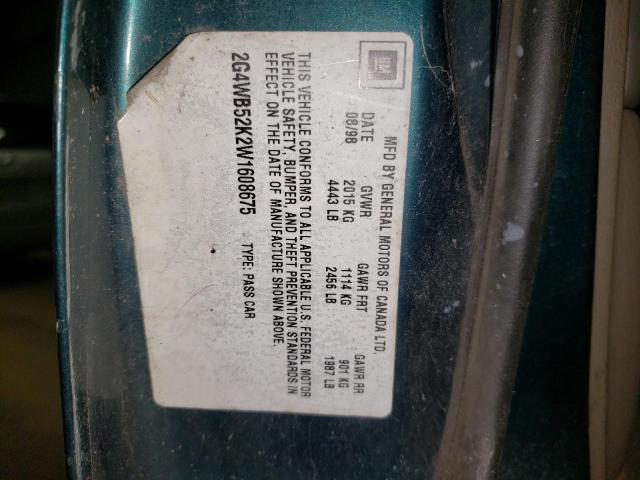 GM
MFD BY GENERAL MOTORS OF CANADA LTD.
DATE GVWR GAWR FRT GAWR RR
08/98 2015 KG 1114 KG 901 KG
4443 LB 2456 LB 1987 LB
THIS VEHICLE CONFORMS TO ALL APPLICABLE U.S. FEDERAL MOTOR
VEHICLE SAFETY, BUMPER, AND THEFT PREVENTION STANDARDS IN
EFFECT ON THE DATE OF MANUFACTURE SHOWN ABOVE.
2G4WB52K2W1608675 TYPE: PASS CAR